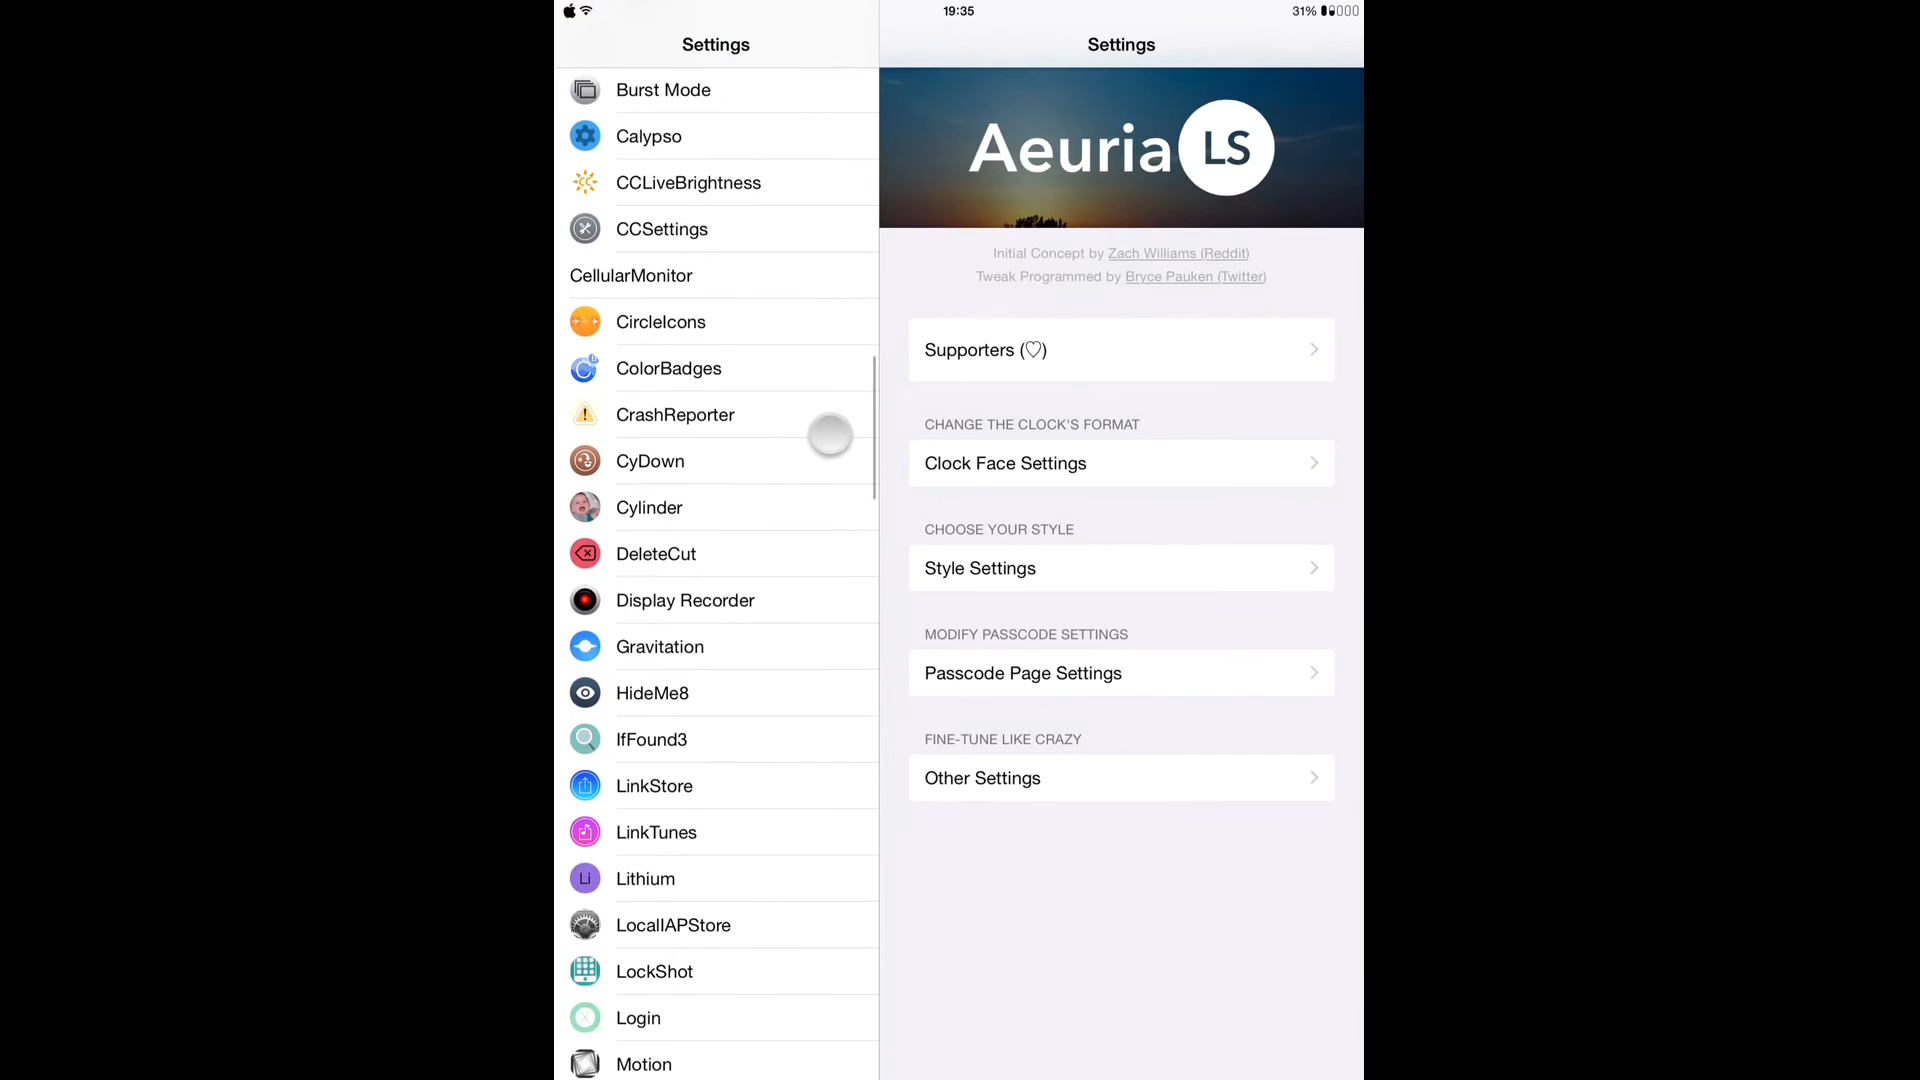 19:35
31%
Settings
Burst Mode
Calypso
CCLiveBrightness
CCSettings
CellularMonitor
CircleIcons
ColorBadges
CrashReporter
CyDown
Cylinder
DeleteCut
Display Recorder
Gravitation
HideMe8
IfFound3
LinkStore
LinkTunes
Li
Lithium
LocalIAPStore
LockShot
Login
Motion
Settings
Aeuria LS
Initial Concept by Zach Williams (Reddit)
Tweak Programmed by Bryce Pauken (Twitter)
Supporters (♡)
CHANGE THE CLOCK'S FORMAT
Clock Face Settings
CHOOSE YOUR STYLE
Style Settings
MODIFY PASSCODE SETTINGS
Passcode Page Settings
FINE-TUNE LIKE CRAZY
Other Settings